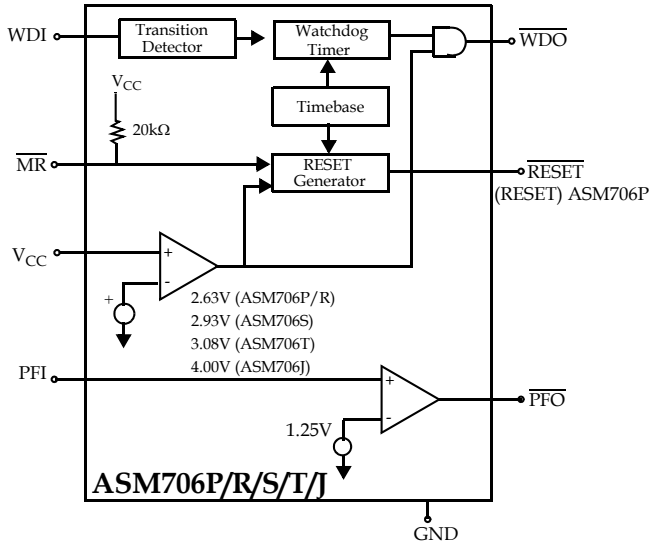 WDI
Transition
Detector
Watchdog
Timer
WDO
VCC
Timebase
20kΩ
MR
RESET
Generator
RESET
(RESET) ASM706P
VCC
+
-
+
2.63V (ASM706P/R)
2.93V (ASM706S)
3.08V (ASM706T)
4.00V (ASM706J)
PFI
+
-
PFO
1.25V
ASM706P/R/S/T/J
GND